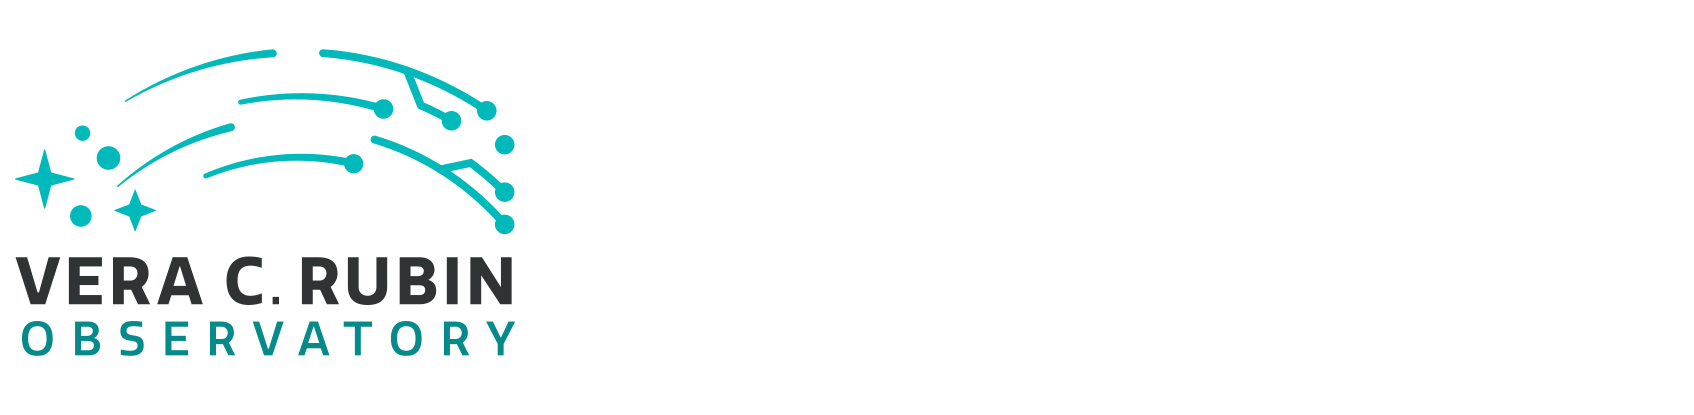 VERA C. RUBIN
OBSERVATORY